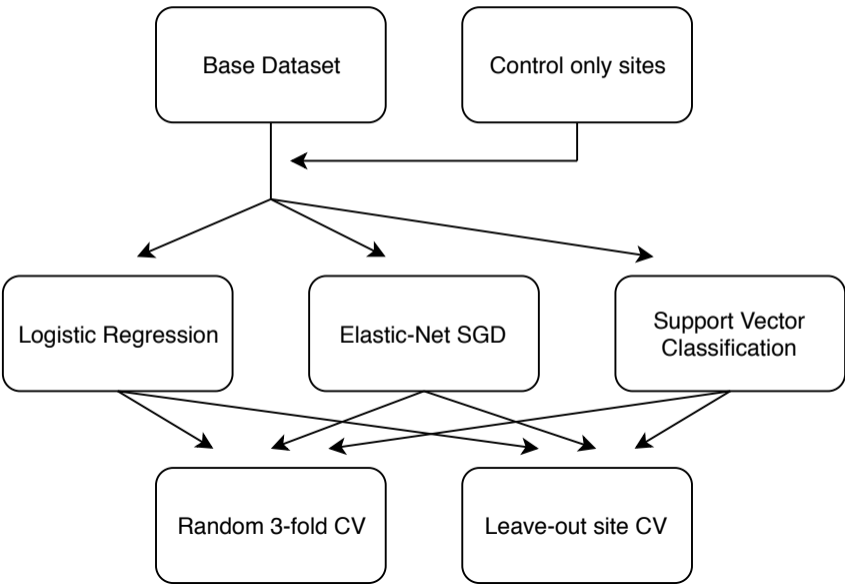 Base Dataset
Control only sites
Logistic Regression
Elastic-Net SGD
Support Vector
Classification
Random 3-fold CV
Leave-out site CV